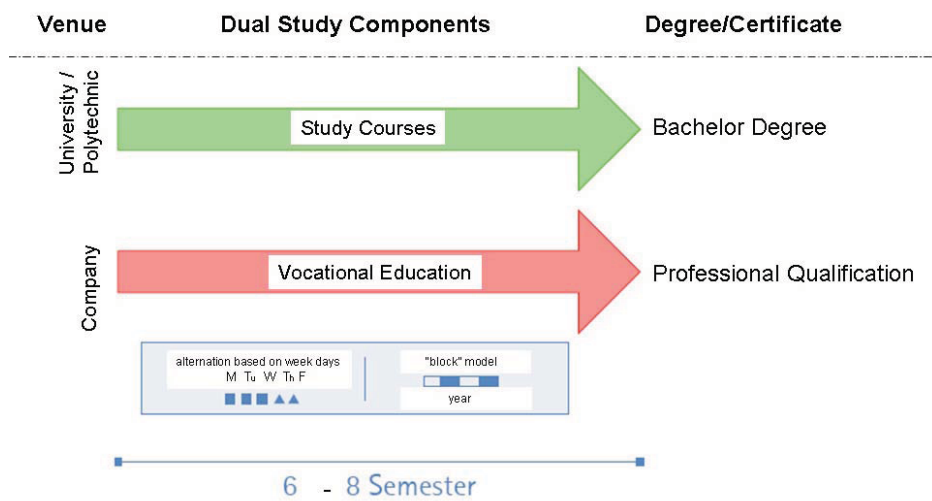 Venue
Dual Study Components
Degree/Certificate
University /
Polytechnic
Study Courses
Bachelor Degree
Company
Vocational Education
Professional Qualification
alternation based on week days
M Tu W Th F
"block" model
year
6 - 8 Semester